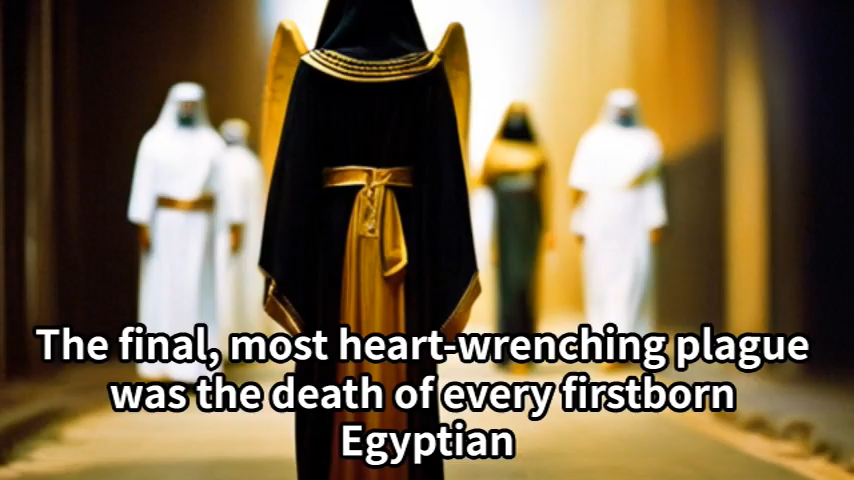 The final, most heart-wrenching plague
was the death of every firstborn
Egyptian